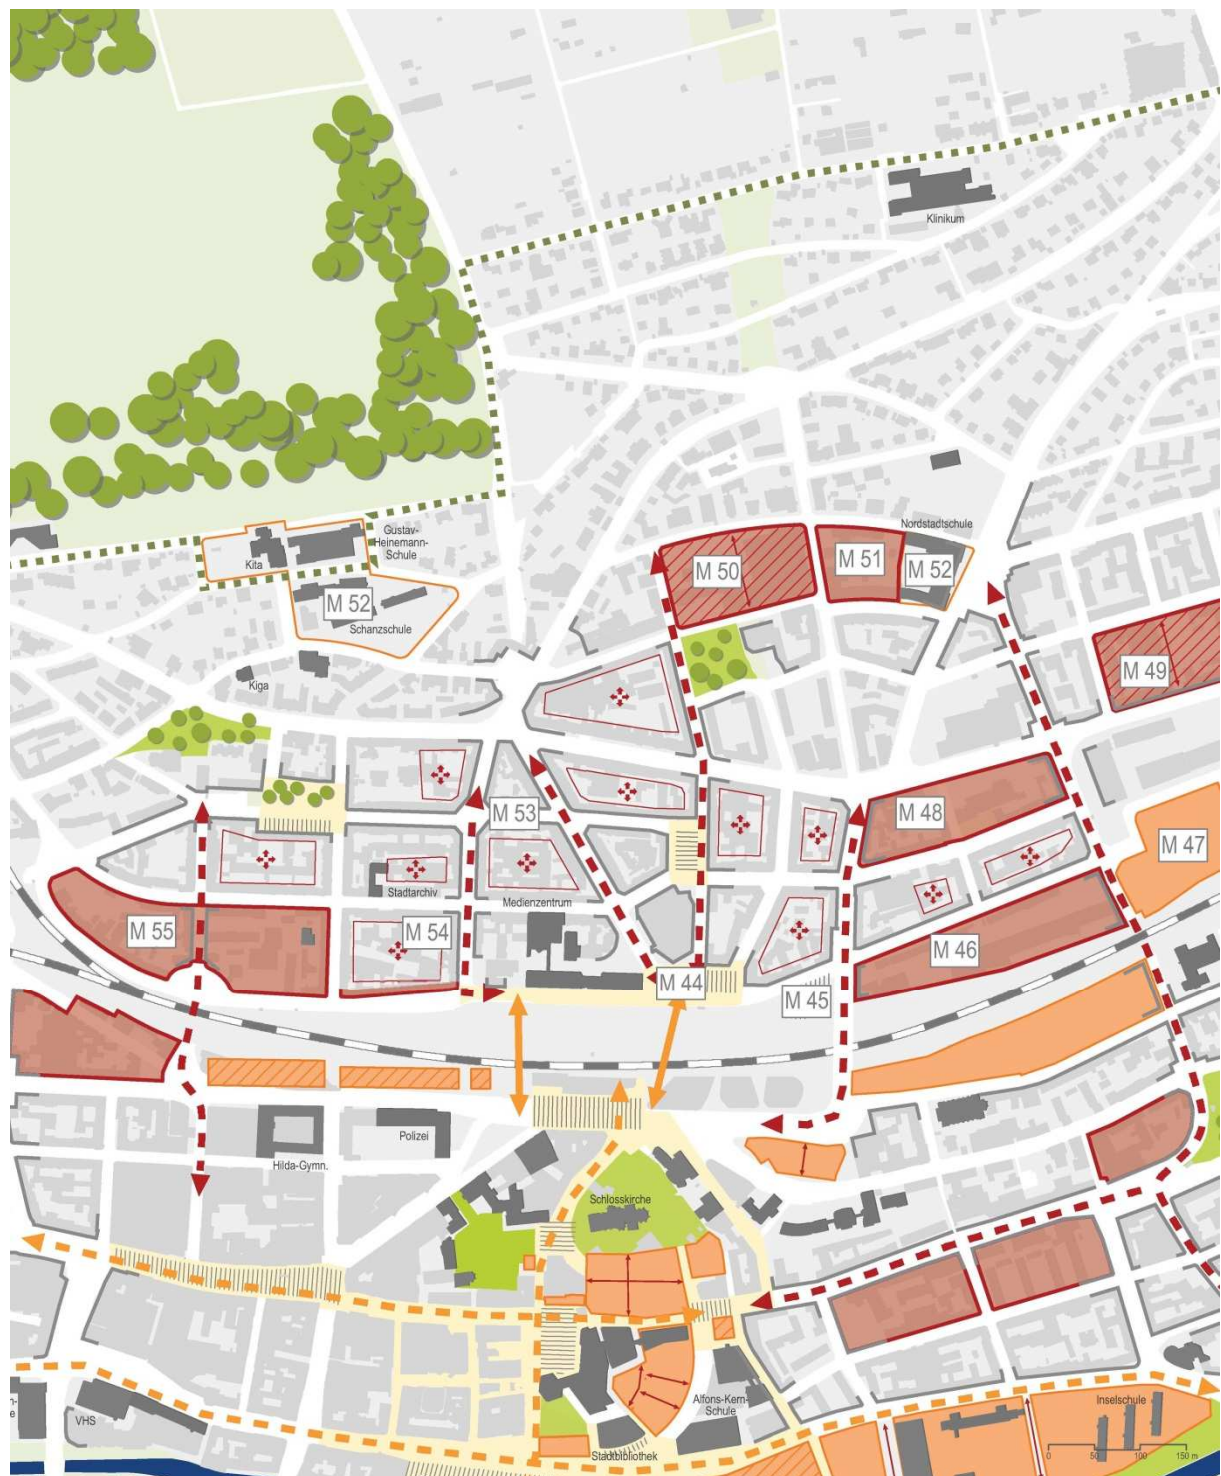 Klinikum
Nordstadtschule
Gustav-
Heinemann-
Schule
Kita
M 50
M 51
M 52
M 52
Schanzschule
M 49
Kiga
M 53
M 48
M 47
Stadtarchiv
Medienzentrum
M 55
M 54
M 46
M 44
M 45
Polizei
Hilda-Gymn.
Schlosskirche
Alfons-Kern-
Schule
Inselschule
n-
e
VHS
Stadtbibliothek
0 50 100 150 m